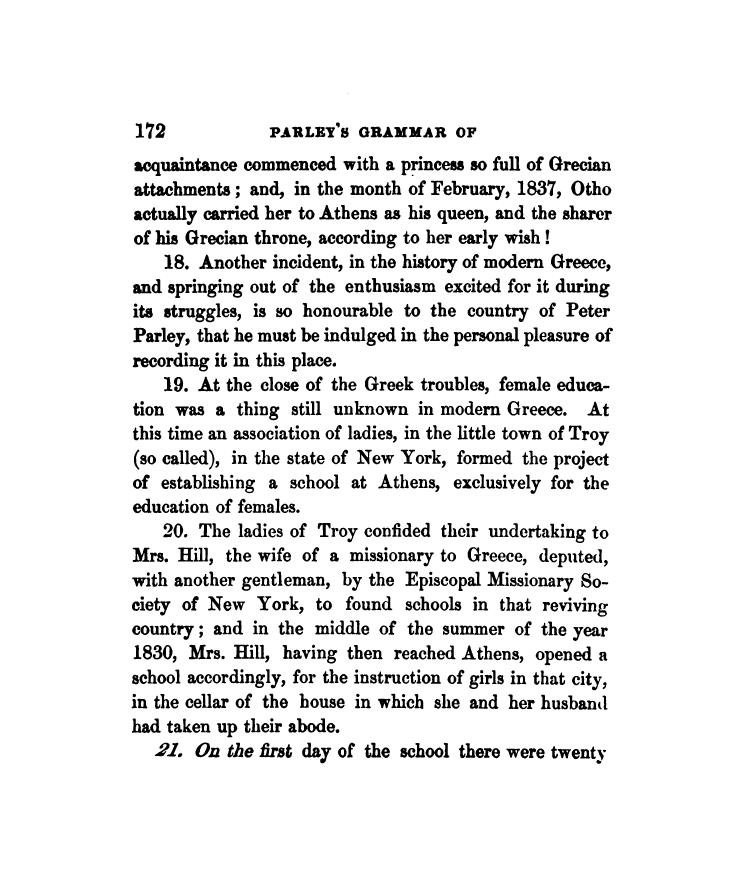 172 PARLEY'S GRAMMAR OF
acquaintance commenced with a princess so full of Grecian
attachments; and, in the month of February, 1837, Otho
actually carried her to Athens as his queen, and the sharer
of his Grecian throne, according to her early wish!
18. Another incident, in the history of modern Greece,
and springing out of the enthusiasm excited for it during
its struggles, is so honourable to the country of Peter
Parley, that he must be indulged in the personal pleasure of
recording it in this place.
19. At the close of the Greek troubles, female educa-
tion was a thing still unknown in modern Greece. At
this time an association of ladies, in the little town of Troy
(so called), in the state of New York, formed the project
of establishing a school at Athens, exclusively for the
education of females.
20. The ladies of Troy confided their undertaking to
Mrs. Hill, the wife of a missionary to Greece, deputed,
with another gentleman, by the Episcopal Missionary So-
ciety of New York, to found schools in that reviving
country; and in the middle of the summer of the year
1830, Mrs. Hill, having then reached Athens, opened a
school accordingly, for the instruction of girls in that city,
in the cellar of the house in which she and her husband
had taken up their abode.
21. On the first day of the school there were twenty